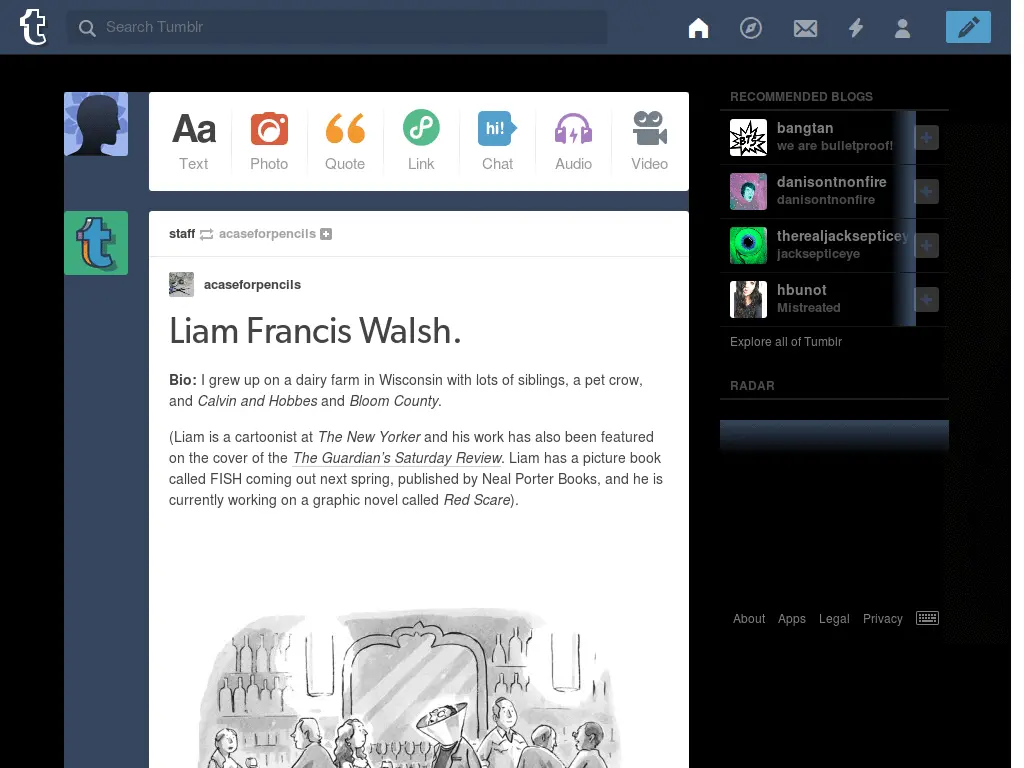 Search Tumblr
Aa
Text
Photo
Quote
Link
hi!
Chat
Audio
Video
staff acaseforpencils
acaseforpencils
Liam Francis Walsh.
Bio: I grew up on a dairy farm in Wisconsin with lots of siblings, a pet crow,
and Calvin and Hobbes and Bloom County.
(Liam is a cartoonist at The New Yorker and his work has also been featured
on the cover of the The Guardian’s Saturday Review. Liam has a picture book
called FISH coming out next spring, published by Neal Porter Books, and he is
currently working on a graphic novel called Red Scare).
RECOMMENDED BLOGS
BTS
bangtan
we are bulletproof!
danisontnonfire
danisontnonfire
therealjacksepticey
jacksepticeye
hbunot
Mistreated
Explore all of Tumblr
RADAR
About Apps Legal Privacy